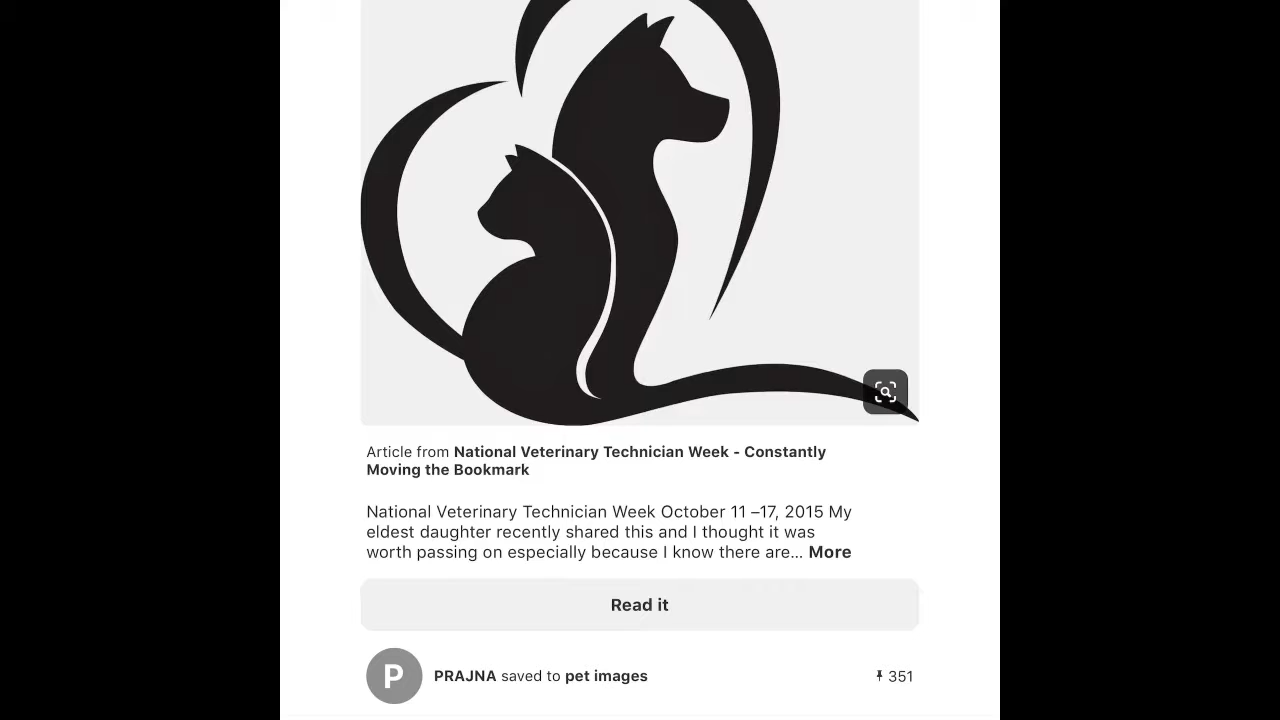 Article from National Veterinary Technician Week - Constantly
Moving the Bookmark
National Veterinary Technician Week October 11 –17, 2015 My
eldest daughter recently shared this and I thought it was
worth passing on especially because I know there are... More
Read it
P
PRAJNA saved to pet images
351